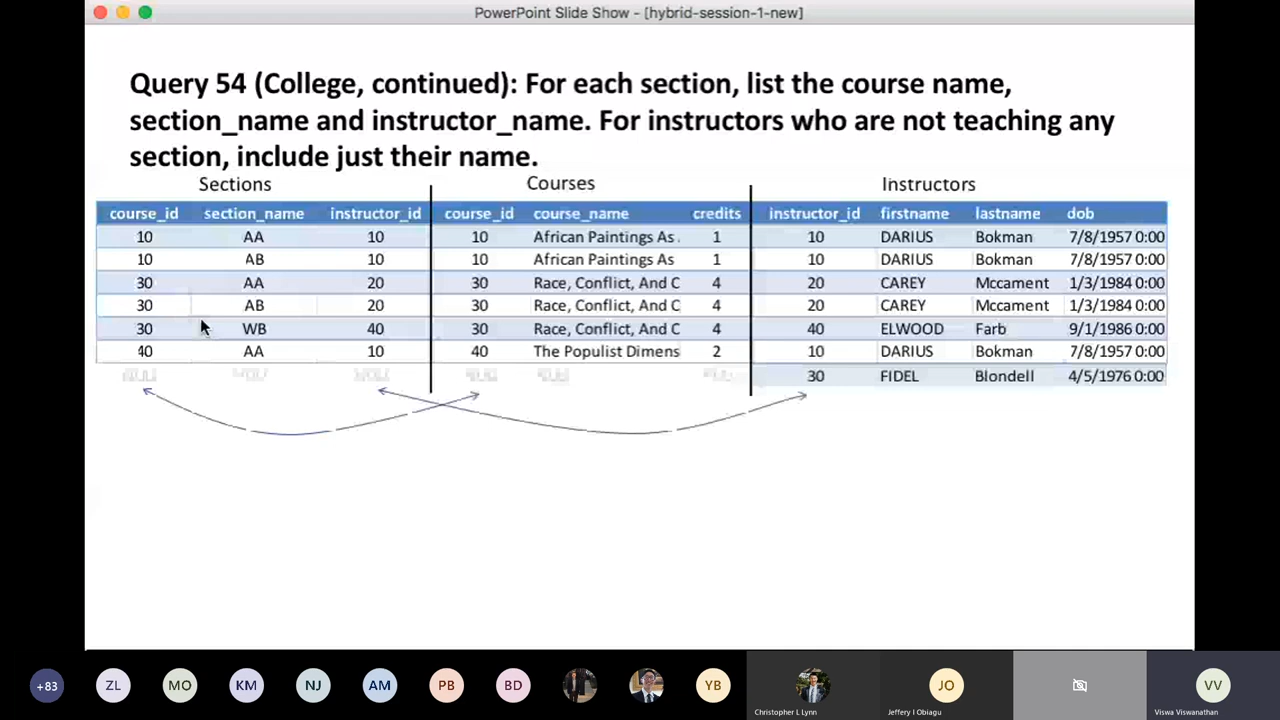 PowerPoint Slide Show - [hybrid-session-1-new]
Query 54 (College, continued): For each section, list the course name,
section_name and instructor_name. For instructors who are not teaching any
section, include just their name.
Sections Courses Instructors
course_id section_name instructor_id course_id course_name credits instructor_id firstname lastname dob
10 AA 10 10 African Paintings As 1 10 DARIUS Bokman 7/8/1957 0:00
10 AB 10 10 African Paintings As 1 10 DARIUS Bokman 7/8/1957 0:00
30 AA 20 30 Race, Conflict, And C 4 20 CAREY Mccament 1/3/1984 0:00
30 AB 20 30 Race, Conflict, And C 4 20 CAREY Mccament 1/3/1984 0:00
30 WB 40 30 Race, Conflict, And C 4 40 ELWOOD Farb 9/1/1986 0:00
40 AA 10 40 The Populist Dimens 2 10 DARIUS Bokman 7/8/1957 0:00
30 FIDEL Blondell 4/5/1976 0:00
+83 ZL MO KM NJ AM PB BD YB JO VV
Christopher L Lynn Jeffery I Obiagu Viswa Viswanathan